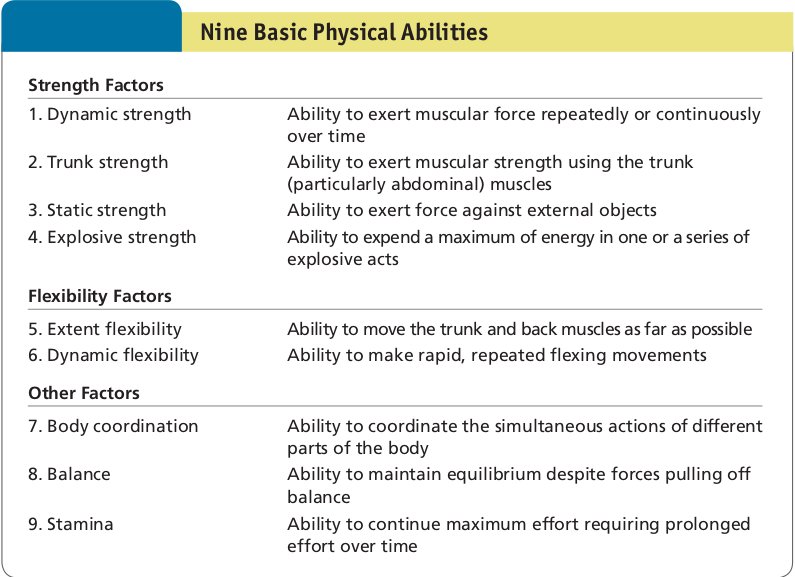 Nine Basic Physical Abilities
Strength Factors
1. Dynamic strength Ability to exert muscular force repeatedly or continuously
over time
2. Trunk strength Ability to exert muscular strength using the trunk
(particularly abdominal) muscles
3. Static strength Ability to exert force against external objects
4. Explosive strength Ability to expend a maximum of energy in one or a series of
explosive acts
Flexibility Factors
5. Extent flexibility Ability to move the trunk and back muscles as far as possible
6. Dynamic flexibility Ability to make rapid, repeated flexing movements
Other Factors
7. Body coordination Ability to coordinate the simultaneous actions of different
parts of the body
8. Balance Ability to maintain equilibrium despite forces pulling off
balance
9. Stamina Ability to continue maximum effort requiring prolonged
effort over time